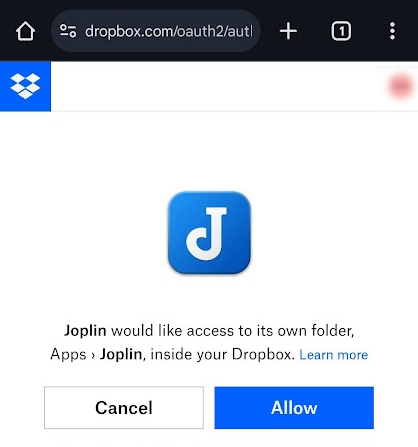 dropbox.com/oauth2/aut
1
Joplin would like access to its own folder,
Apps › Joplin, inside your Dropbox. Learn more
Cancel
Allow